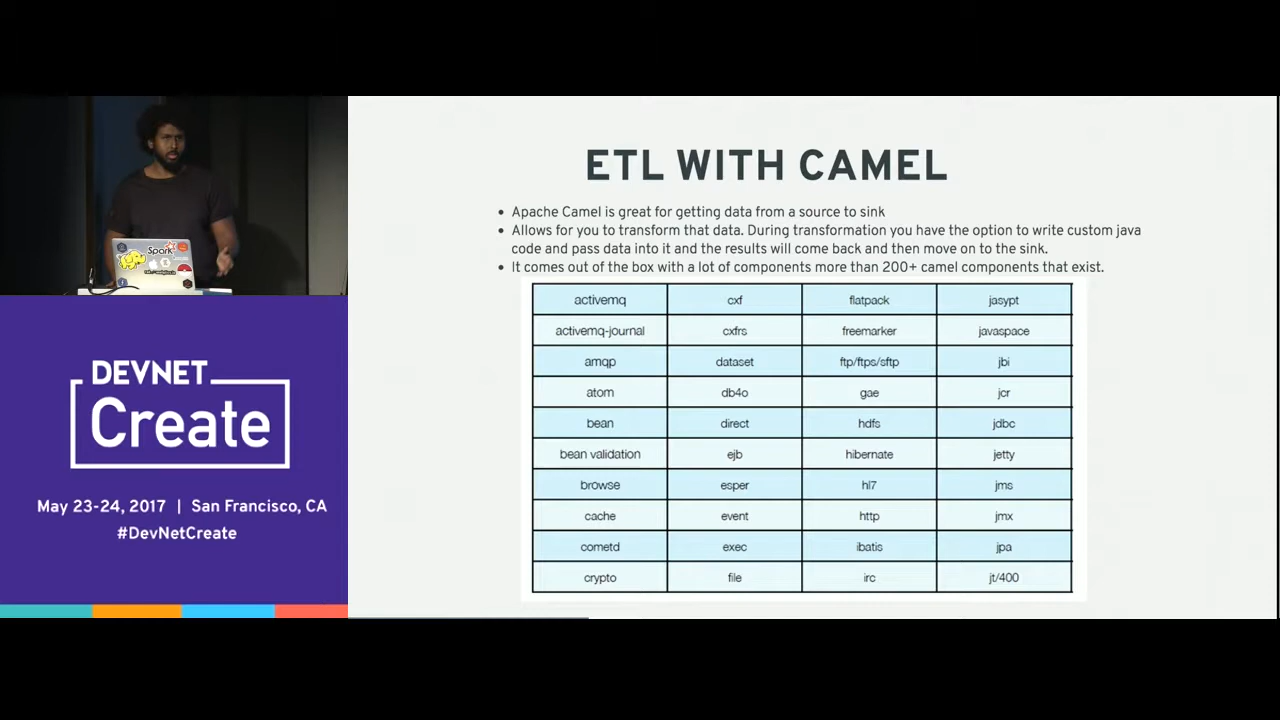 ETL WITH CAMEL
• Apache Camel is great for getting data from a source to sink
• Allows for you to transform that data. During transformation you have the option to write custom java
code and pass data into it and the results will come back and then move on to the sink.
• It comes out of the box with a lot of components more than 200+ camel components that exist.
activemq cxf flatpack jasypt
activemq-journal cxfrs freemarker javaspace
amqp dataset ftp/ftps/sftp jbi
atom db4o gae jcr
bean direct hdfs jdbc
bean validation ejb hibernate jetty
browse esper hl7 jms
cache event http jmx
cometd exec ibatis jpa
crypto file irc jt/400
Spark
DEVNET
Create
May 23-24, 2017 | San Francisco, CA
#DevNetCreate